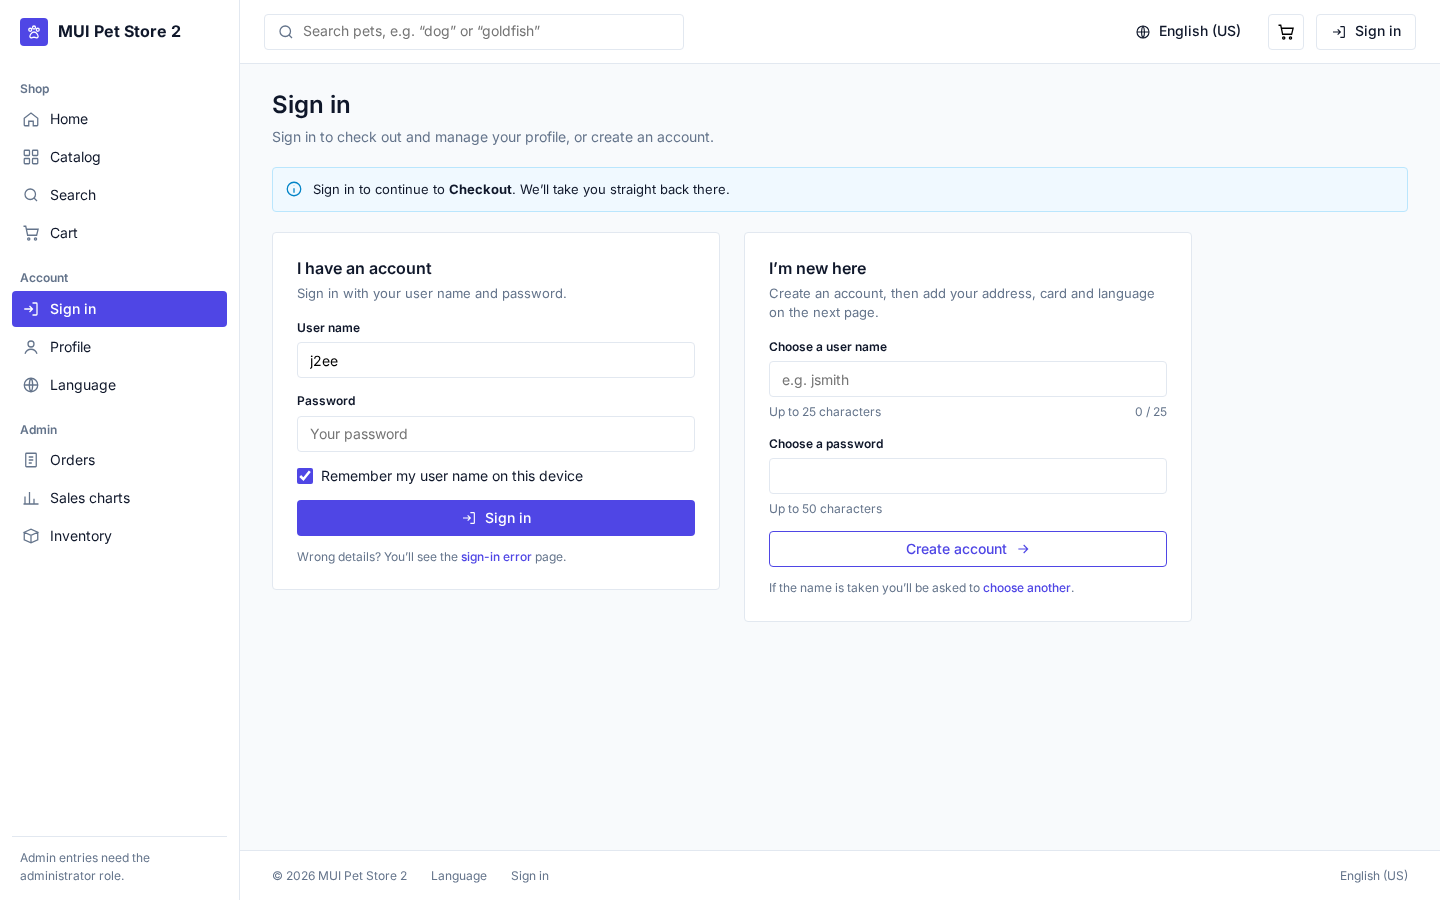 MUI Pet Store 2
Search pets, e.g. “dog” or “goldfish”
English (US)
Sign in
Shop
Home
Catalog
Search
Cart
Account
Sign in
Profile
Language
Admin
Orders
Sales charts
Inventory
Admin entries need the
administrator role.
Sign in
Sign in to check out and manage your profile, or create an account.
Sign in to continue to Checkout. We’ll take you straight back there.
I have an account
Sign in with your user name and password.
User name
j2ee
Password
Your password
Remember my user name on this device
Sign in
Wrong details? You’ll see the sign-in error page.
I’m new here
Create an account, then add your address, card and language
on the next page.
Choose a user name
e.g. jsmith
Up to 25 characters
0 / 25
Choose a password
Up to 50 characters
Create account
If the name is taken you’ll be asked to choose another.
© 2026 MUI Pet Store 2
Language
Sign in
English (US)